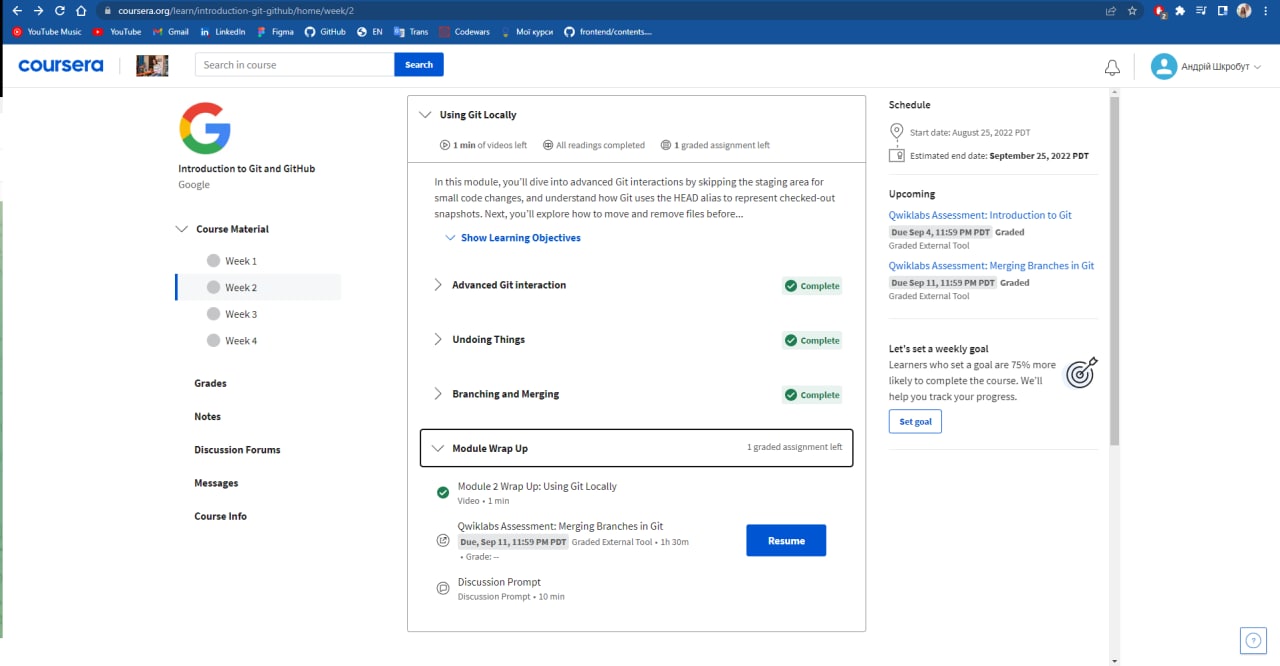 coursera.org/learn/introduction-git-github/home/week/2
YouTube Music YouTube Gmail LinkedIn Figma GitHub EN Trans Codewars Мої курси frontend/contents....
coursera
Search in course
Search
Андрій Шкробут
Introduction to Git and GitHub
Google
Course Material
Week 1
Week 2
Week 3
Week 4
Grades
Notes
Discussion Forums
Messages
Course Info
Using Git Locally
1 min of videos left All readings completed 1 graded assignment left
In this module, you'll dive into advanced Git interactions by skipping the staging area for
small code changes, and understand how Git uses the HEAD alias to represent checked-out
snapshots. Next, you'll explore how to move and remove files before...
Show Learning Objectives
Advanced Git interaction Complete
Undoing Things Complete
Branching and Merging Complete
Module Wrap Up 1 graded assignment left
Module 2 Wrap Up: Using Git Locally
Video • 1 min
Qwiklabs Assessment: Merging Branches in Git
Due, Sep 11, 11:59 PM PDT Graded External Tool • 1h 30m
• Grade: --
Resume
Discussion Prompt
Discussion Prompt • 10 min
Schedule
Start date: August 25, 2022 PDT
Estimated end date: September 25, 2022 PDT
Upcoming
Qwiklabs Assessment: Introduction to Git
Due Sep 4, 11:59 PM PDT Graded
Graded External Tool
Qwiklabs Assessment: Merging Branches in Git
Due Sep 11, 11:59 PM PDT Graded
Graded External Tool
Let's set a weekly goal
Learners who set a goal are 75% more
likely to complete the course. We'll
help you track your progress.
Set goal